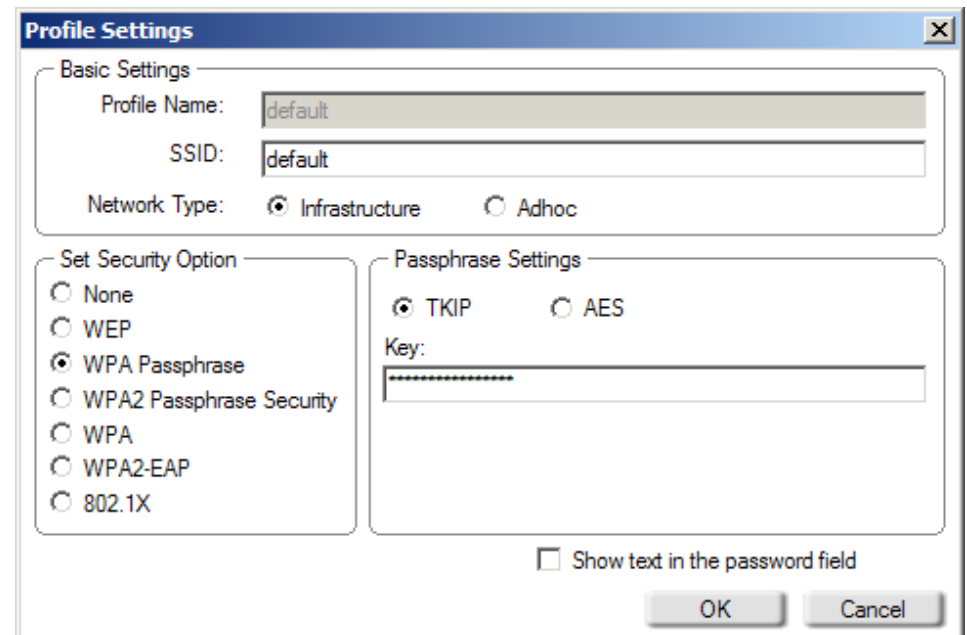 Profile Settings
Basic Settings
Profile Name: default
SSID: default
Network Type: Infrastructure Adhoc
Set Security Option
None
WEP
WPA Passphrase
WPA2 Passphrase Security
WPA
WPA2-EAP
802.1X
Passphrase Settings
TKIP AES
Key:
****************
Show text in the password field
OK Cancel